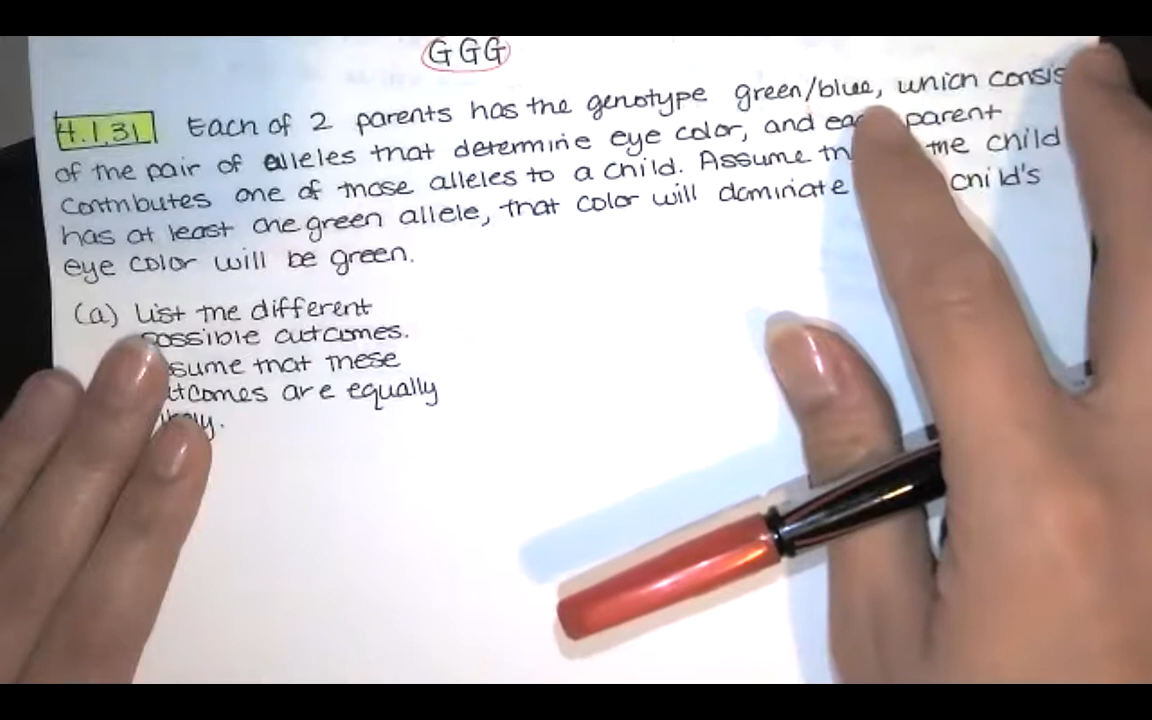 GGG
4.1.31 Each of 2 parents has the genotype green/blue, which consis
of the pair of alleles that determine eye color, and parent
contributes one of those alleles to a child. Assume the child
has at least one green allele, that color will dominate child's
eye color will be green.
(a) List the different
possible outcomes.
ssume that these
tcomes are equally